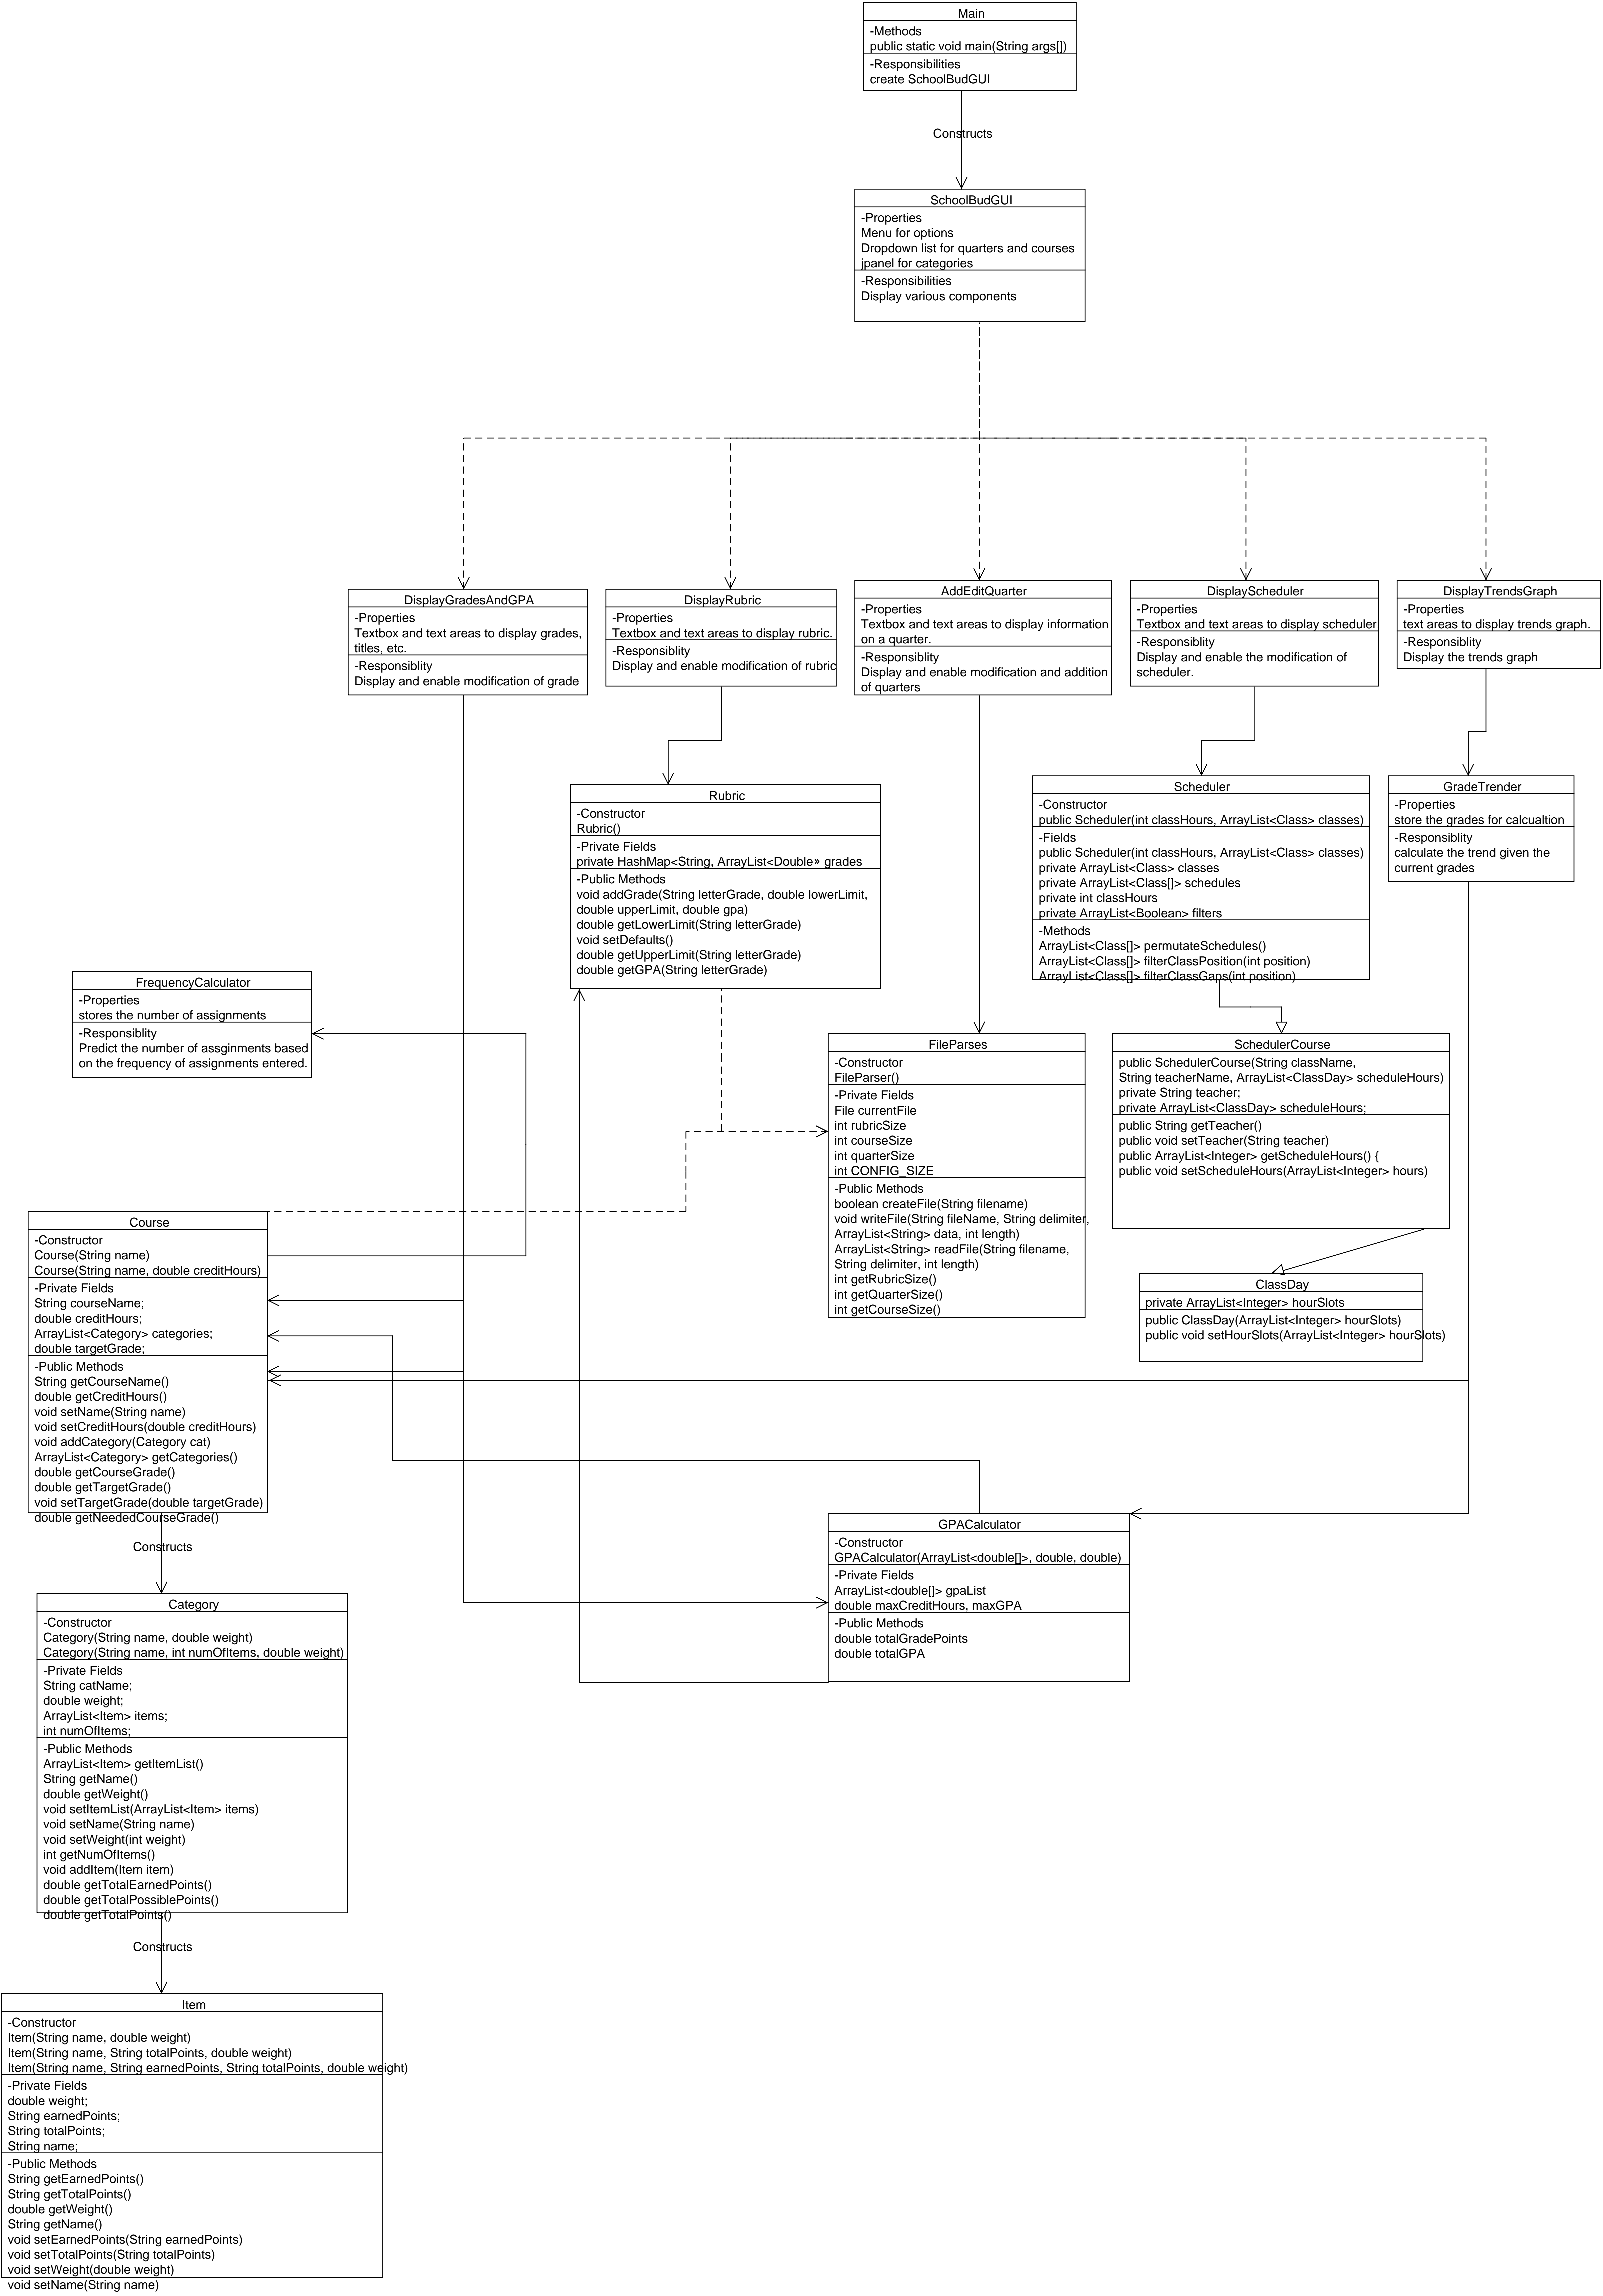 Main
-Methods
public static void main(String args[])
-Responsibilities
create SchoolBudGUI
Constructs
SchoolBudGUI
-Properties
Menu for options
Dropdown list for quarters and courses
jpanel for categories
-Responsibilities
Display various components
DisplayGradesAndGPA
-Properties
Textbox and text areas to display grades,
titles, etc.
-Responsiblity
Display and enable modification of grade
DisplayRubric
-Properties
Textbox and text areas to display rubric.
-Responsiblity
Display and enable modification of rubric
AddEditQuarter
-Properties
Textbox and text areas to display information
on a quarter.
-Responsiblity
Display and enable modification and addition
of quarters
DisplayScheduler
-Properties
Textbox and text areas to display scheduler.
-Responsiblity
Display and enable the modification of
scheduler.
DisplayTrendsGraph
-Properties
text areas to display trends graph.
-Responsiblity
Display the trends graph
Rubric
-Constructor
Rubric()
-Private Fields
private HashMap<String, ArrayList<Double» grades
-Public Methods
void addGrade(String letterGrade, double lowerLimit,
double upperLimit, double gpa)
double getLowerLimit(String letterGrade)
void setDefaults()
double getUpperLimit(String letterGrade)
double getGPA(String letterGrade)
Scheduler
-Constructor
public Scheduler(int classHours, ArrayList<Class> classes)
-Fields
public Scheduler(int classHours, ArrayList<Class> classes)
private ArrayList<Class> classes
private ArrayList<Class[]> schedules
private int classHours
private ArrayList<Boolean> filters
-Methods
ArrayList<Class[]> permutateSchedules()
ArrayList<Class[]> filterClassPosition(int position)
ArrayList<Class[]> filterClassGaps(int position)
GradeTrender
-Properties
store the grades for calcualtion
-Responsiblity
calculate the trend given the
current grades
FrequencyCalculator
-Properties
stores the number of assignments
-Responsiblity
Predict the number of assginments based
on the frequency of assignments entered.
FileParses
-Constructor
FileParser()
-Private Fields
File currentFile
int rubricSize
int courseSize
int quarterSize
int CONFIG_SIZE
-Public Methods
boolean createFile(String filename)
void writeFile(String fileName, String delimiter,
ArrayList<String> data, int length)
ArrayList<String> readFile(String filename,
String delimiter, int length)
int getRubricSize()
int getQuarterSize()
int getCourseSize()
SchedulerCourse
public SchedulerCourse(String className,
String teacherName, ArrayList<ClassDay> scheduleHours)
private String teacher;
private ArrayList<ClassDay> scheduleHours;
public String getTeacher()
public void setTeacher(String teacher)
public ArrayList<Integer> getScheduleHours() {
public void setScheduleHours(ArrayList<Integer> hours)
ClassDay
private ArrayList<Integer> hourSlots
public ClassDay(ArrayList<Integer> hourSlots)
public void setHourSlots(ArrayList<Integer> hourSlots)
Course
-Constructor
Course(String name)
Course(String name, double creditHours)
-Private Fields
String courseName;
double creditHours;
ArrayList<Category> categories;
double targetGrade;
-Public Methods
String getCourseName()
double getCreditHours()
void setName(String name)
void setCreditHours(double creditHours)
void addCategory(Category cat)
ArrayList<Category> getCategories()
double getCourseGrade()
double getTargetGrade()
void setTargetGrade(double targetGrade)
double getNeededCourseGrade()
Constructs
GPACalculator
-Constructor
GPACalculator(ArrayList<double[]>, double, double)
-Private Fields
ArrayList<double[]> gpaList
double maxCreditHours, maxGPA
-Public Methods
double totalGradePoints
double totalGPA
Category
-Constructor
Category(String name, double weight)
Category(String name, int numOfItems, double weight)
-Private Fields
String catName;
double weight;
ArrayList<Item> items;
int numOfItems;
-Public Methods
ArrayList<Item> getItemList()
String getName()
double getWeight()
void setItemList(ArrayList<Item> items)
void setName(String name)
void setWeight(int weight)
int getNumOfItems()
void addItem(Item item)
double getTotalEarnedPoints()
double getTotalPossiblePoints()
double getTotalPoints()
Constructs
Item
-Constructor
Item(String name, double weight)
Item(String name, String totalPoints, double weight)
Item(String name, String earnedPoints, String totalPoints, double weight)
-Private Fields
double weight;
String earnedPoints;
String totalPoints;
String name;
-Public Methods
String getEarnedPoints()
String getTotalPoints()
double getWeight()
String getName()
void setEarnedPoints(String earnedPoints)
void setTotalPoints(String totalPoints)
void setWeight(double weight)
void setName(String name)